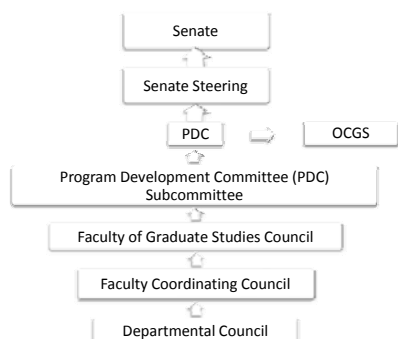 Senate
Senate Steering
PDC
OCGS
Program Development Committee (PDC)
Subcommittee
Faculty of Graduate Studies Council
Faculty Coordinating Council
Departmental Council